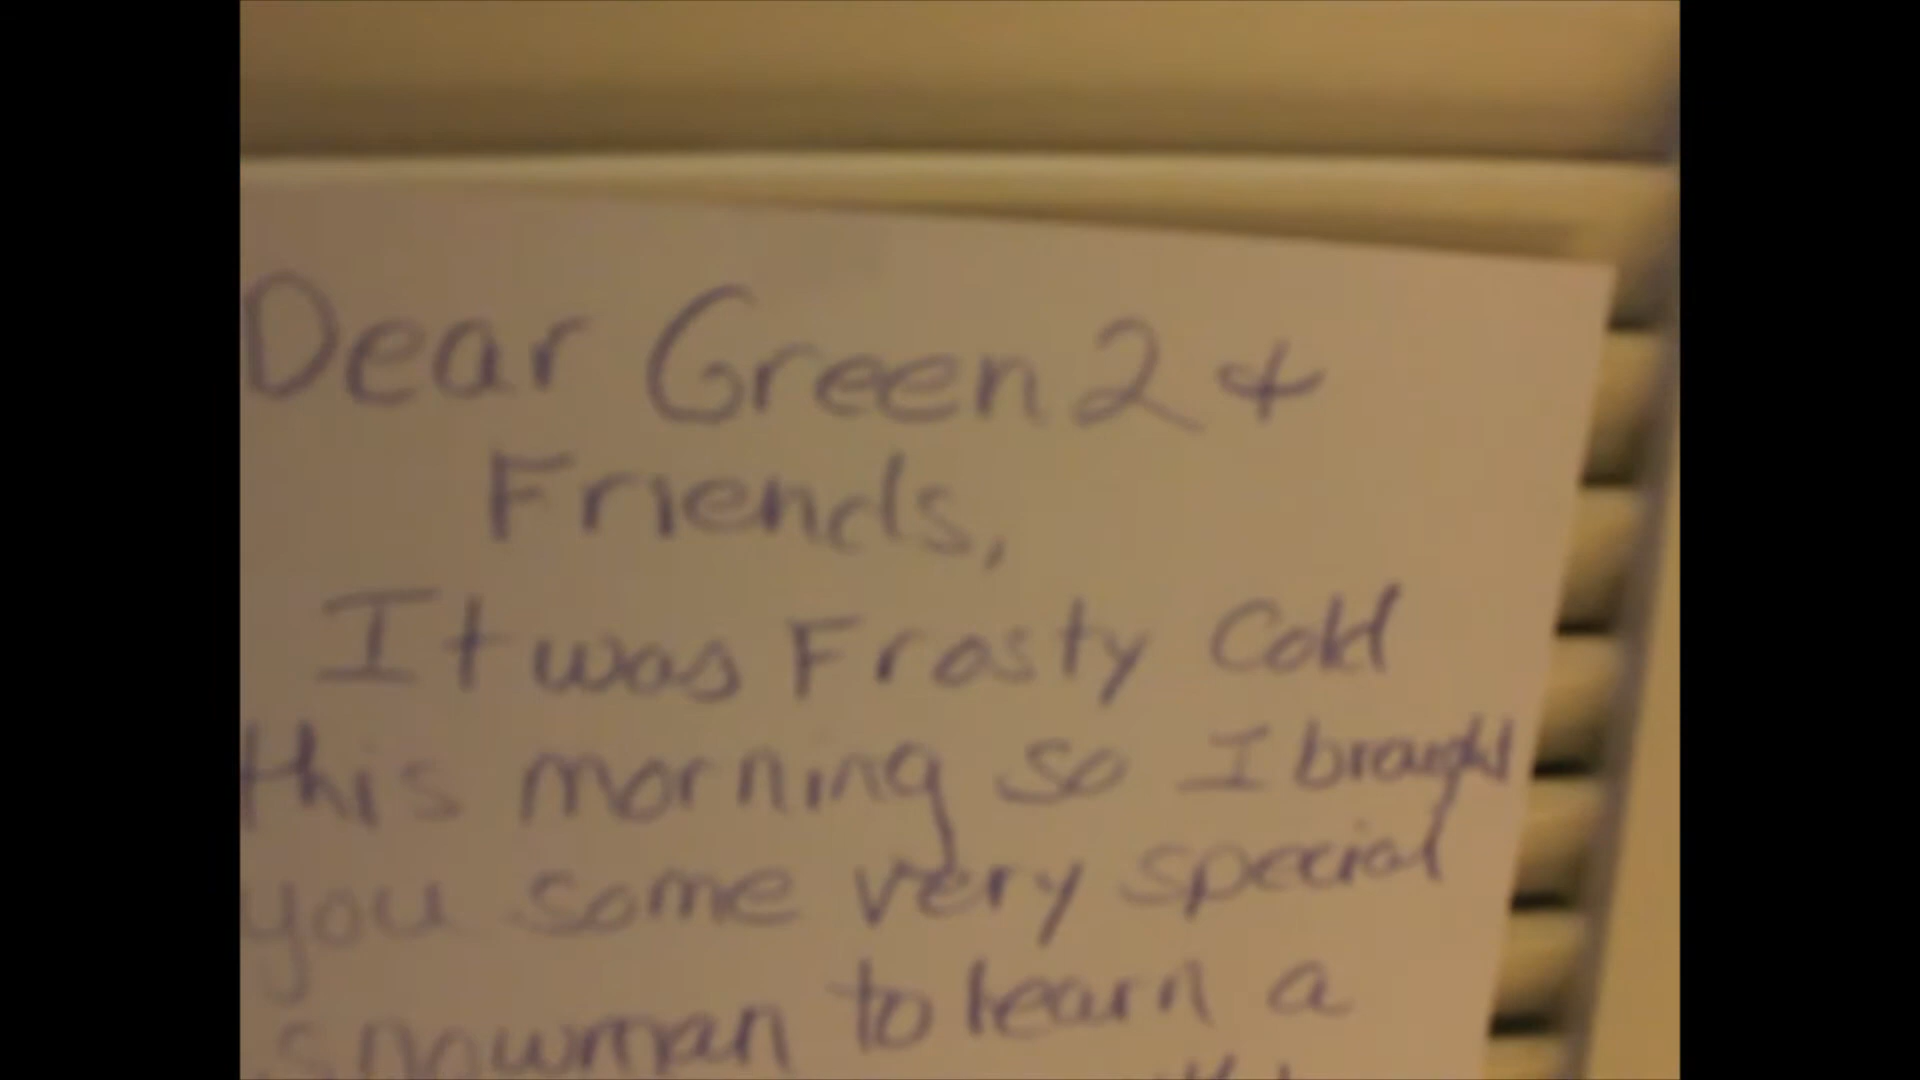 Dear Green 2 &
Friends,
It was Frosty Cold
this morning so I brought
you some very special
snowman to learn a